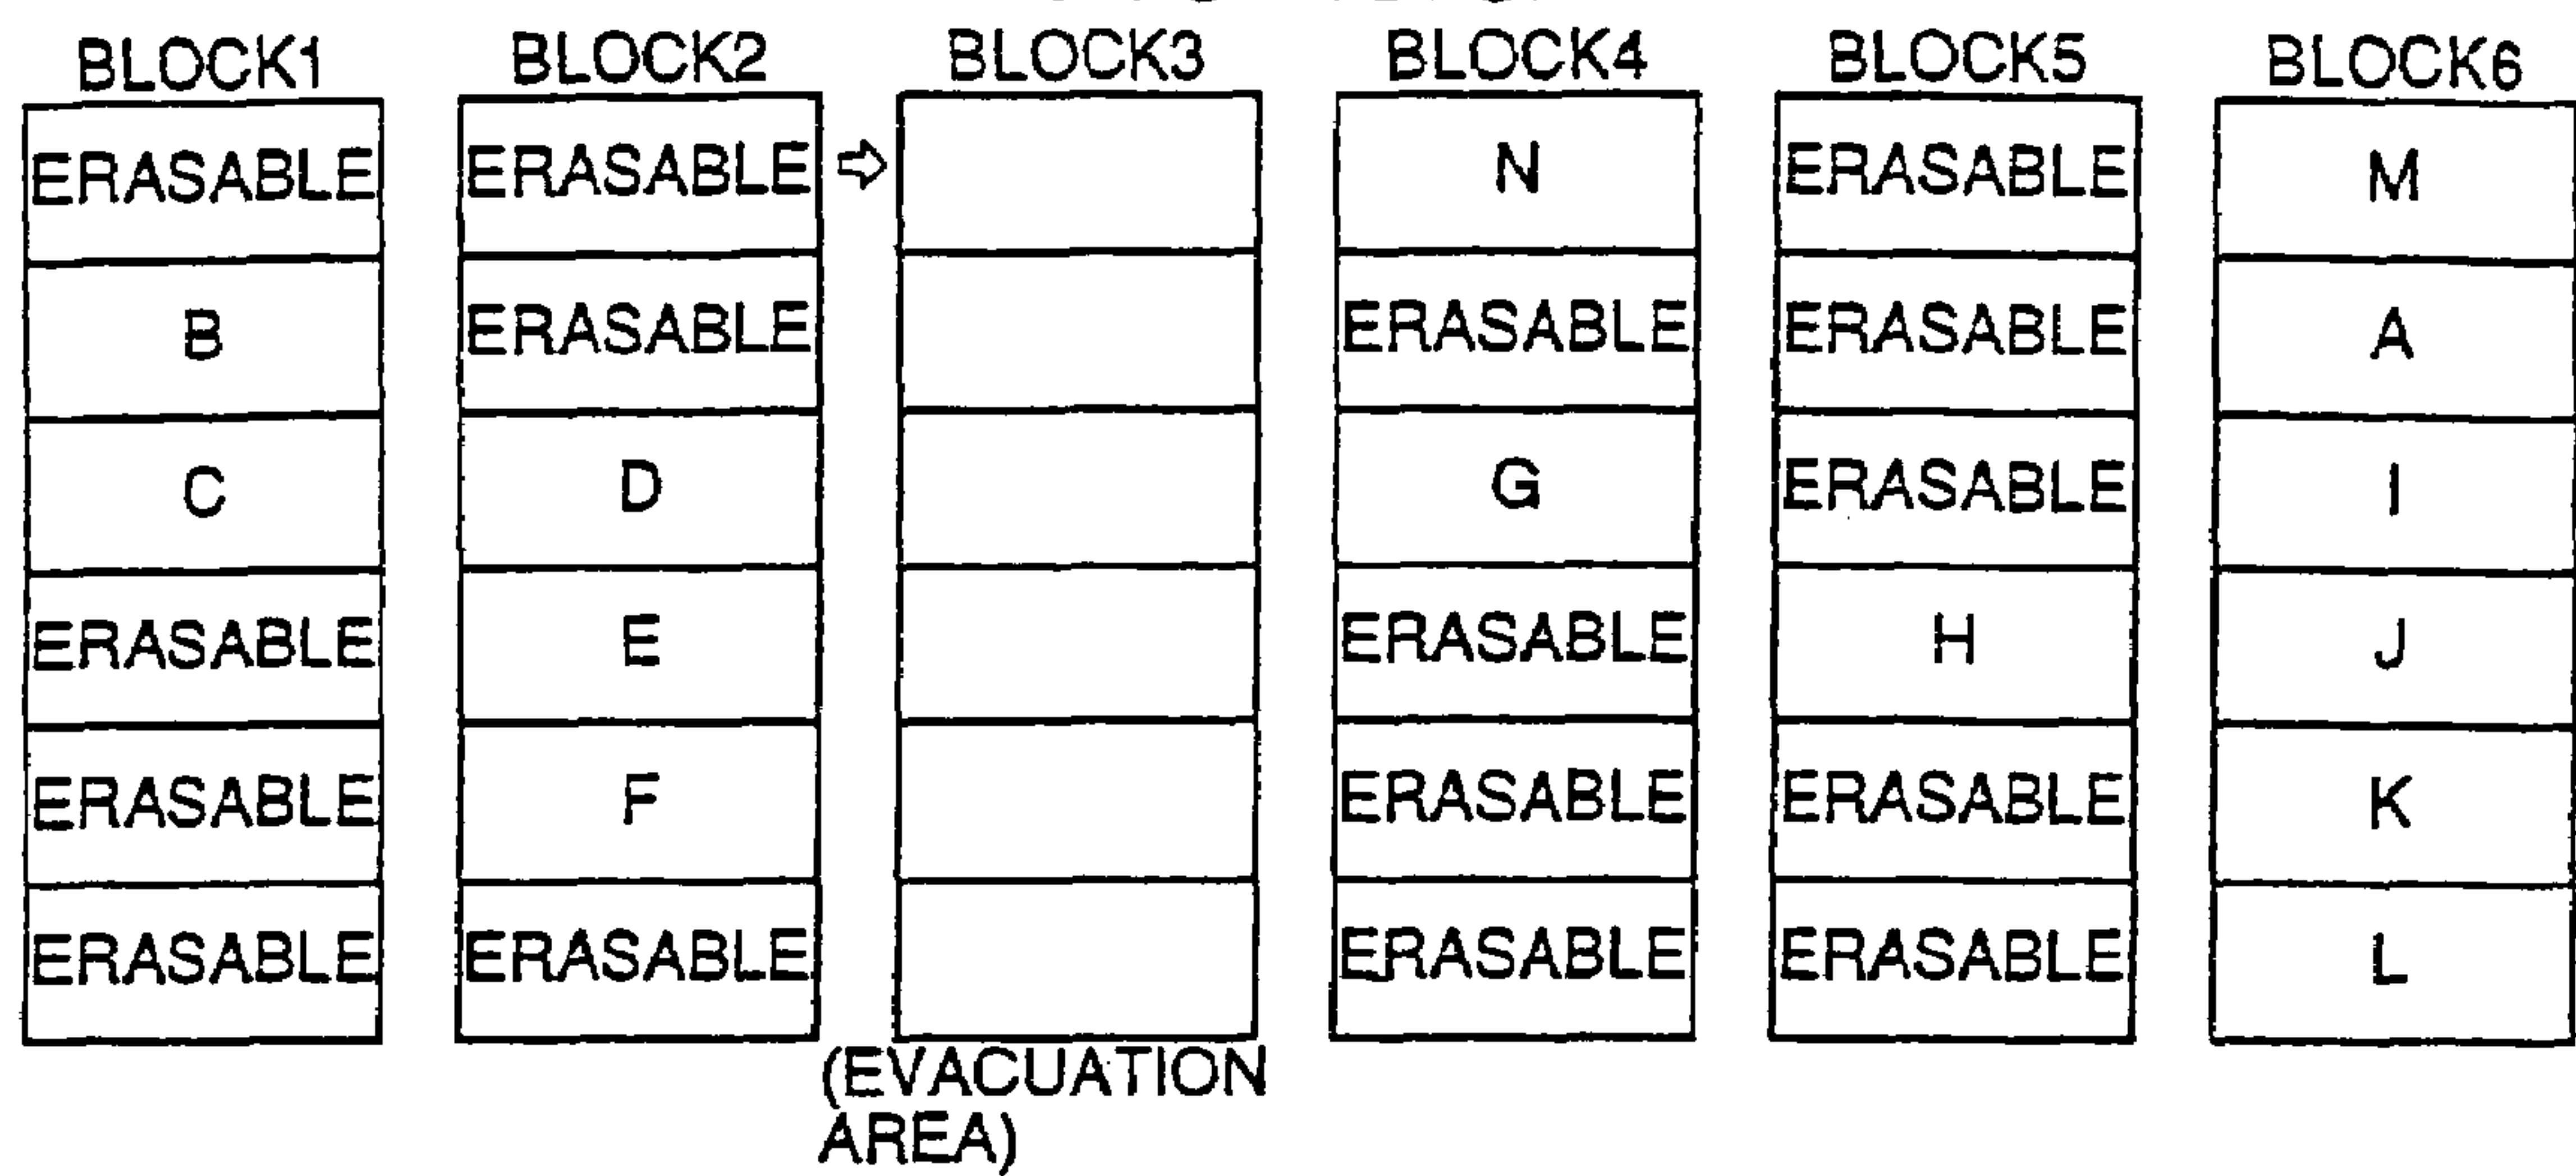 BLOCK1 BLOCK2 BLOCK3 BLOCK4 BLOCK5 BLOCK6
ERASABLE ERASABLE N ERASABLE M
B ERASABLE ERASABLE ERASABLE A
C D G ERASABLE I
ERASABLE E ERASABLE H J
ERASABLE F ERASABLE ERASABLE K
ERASABLE ERASABLE ERASABLE ERASABLE L
(EVACUATION
AREA)